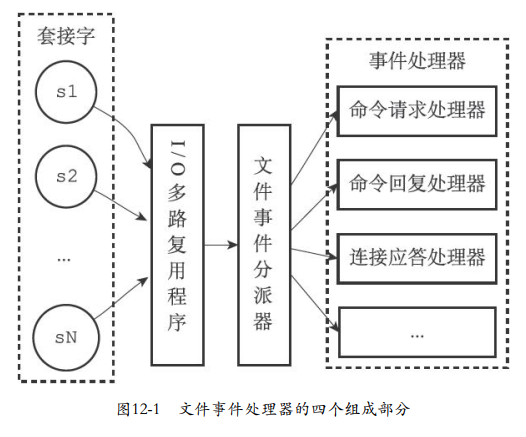 套接字
s1
s2
...
sN
I/O多路复用程序
文件事件分派器
事件处理器
命令请求处理器
命令回复处理器
连接应答处理器
...
图12-1 文件事件处理器的四个组成部分